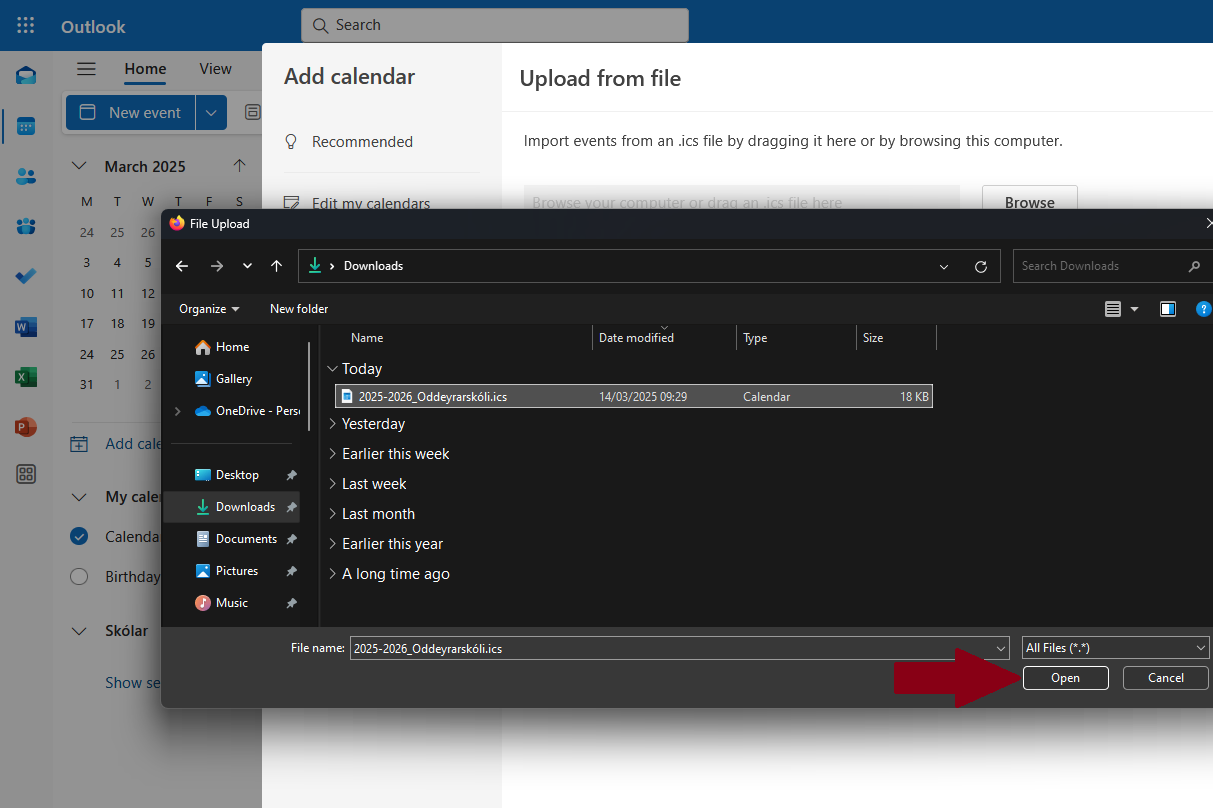 Outlook
Search
Home View
New event
March 2025
M T W T F S
24 25 26
3 4 5
10 11 12
17 18 19
24 25 26
31 1 2
Add cale
My caler
Calenda
Birthday
Skólar
Show se
Add calendar
Recommended
Edit my calendars
Upload from file
Import events from an .ics file by dragging it here or by browsing this computer.
Browse your computer or drag an .ics file here
Browse
File Upload
Downloads
Search Downloads
Organize New folder
Home
Gallery
OneDrive - Perso
Desktop
Downloads
Documents
Pictures
Music
Name Date modified Type Size
Today
2025-2026_Oddeyrarskóli.ics 14/03/2025 09:29 Calendar 18 KB
Yesterday
Earlier this week
Last week
Last month
Earlier this year
A long time ago
File name: 2025-2026_Oddeyrarskóli.ics All Files (*.*)
Open Cancel